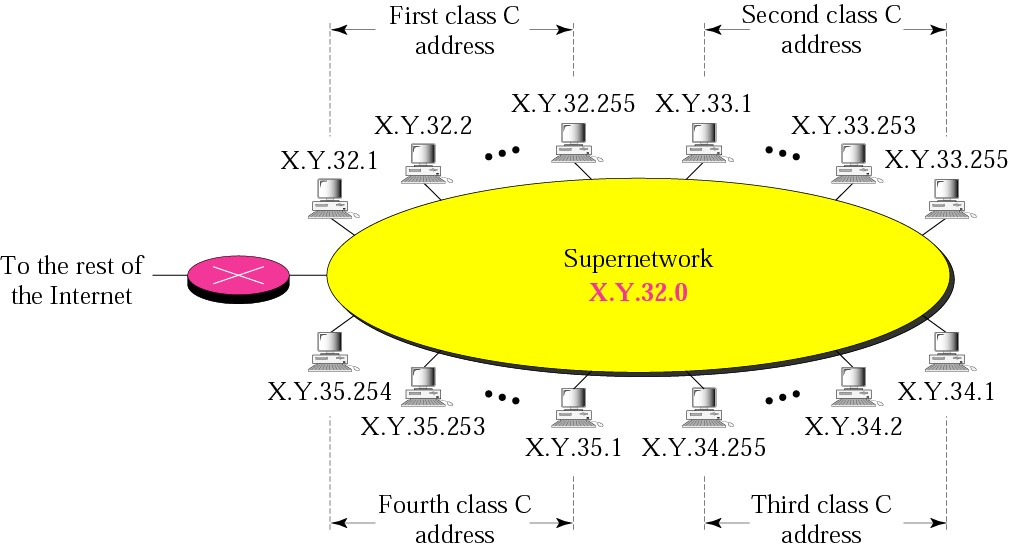 First class C
address
Second class C
address
X.Y.32.255
X.Y.33.1
X.Y.32.2
X.Y.33.253
X.Y.32.1
X.Y.33.255
To the rest of
the Internet
Supernetwork
X.Y.32.0
X.Y.35.254
X.Y.34.1
X.Y.35.253
X.Y.34.2
X.Y.35.1
X.Y.34.255
Fourth class C
address
Third class C
address